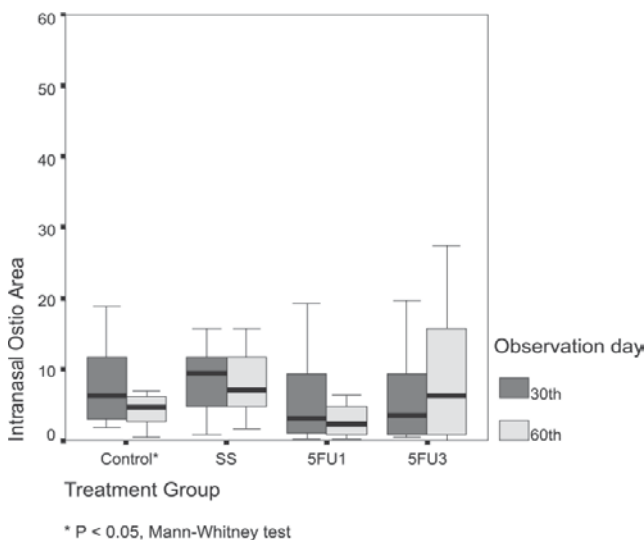 60
50
40
30
20
10
0
Intranasal Ostio Area
Control* SS 5FU1 5FU3
Treatment Group
Observation day
30th
60th
* P < 0.05, Mann-Whitney test